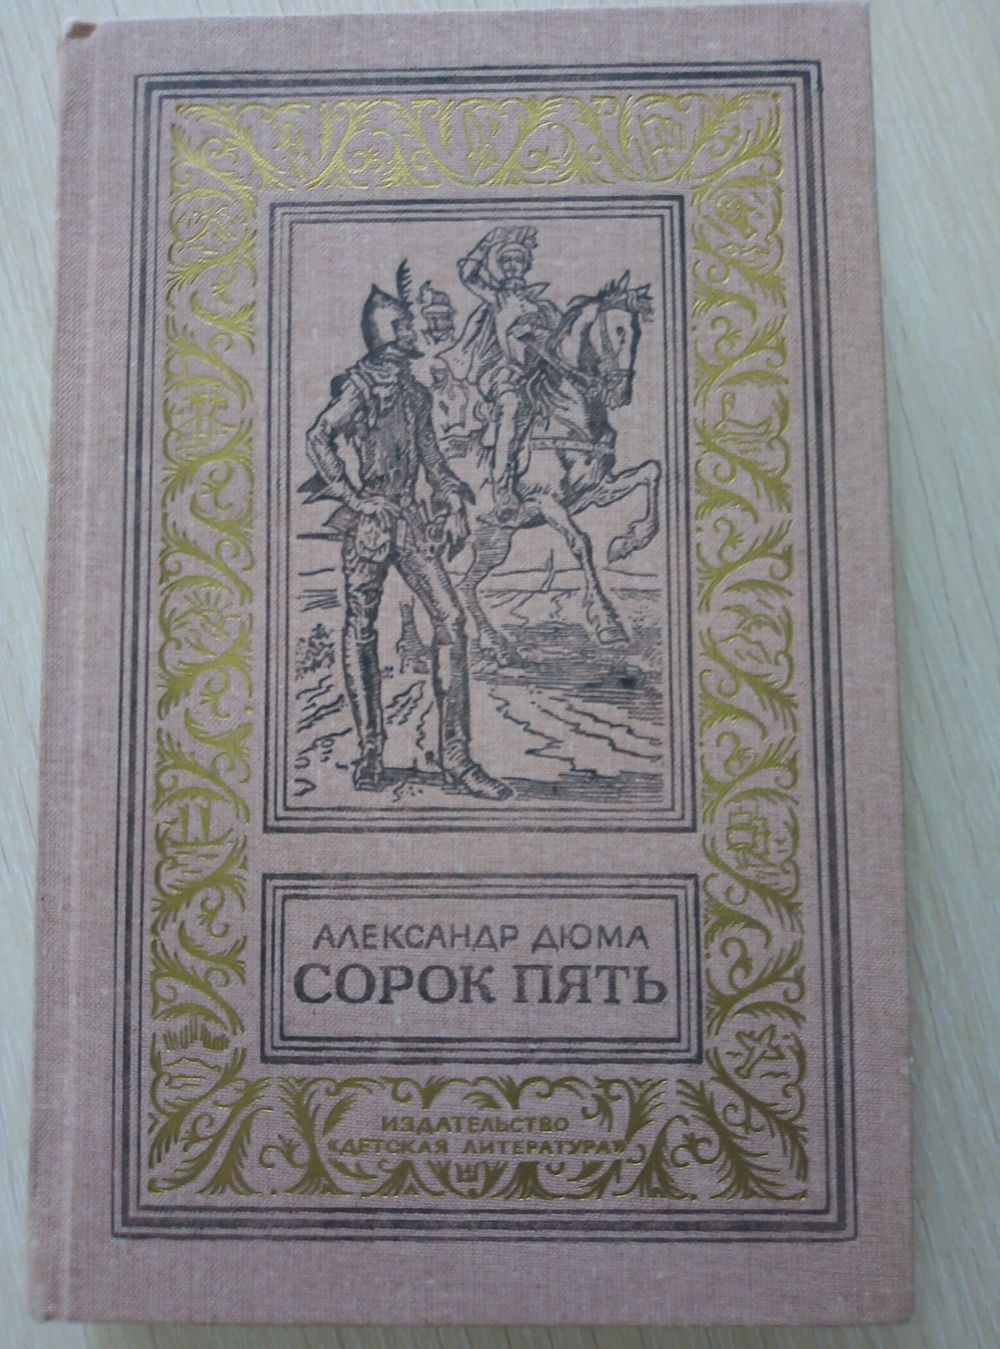 АЛЕКСАНДР ДЮМА
СОРОК ПЯТЬ
ИЗДАТЕЛЬСТВО
«ДЕТСКАЯ ЛИТЕРАТУРА»